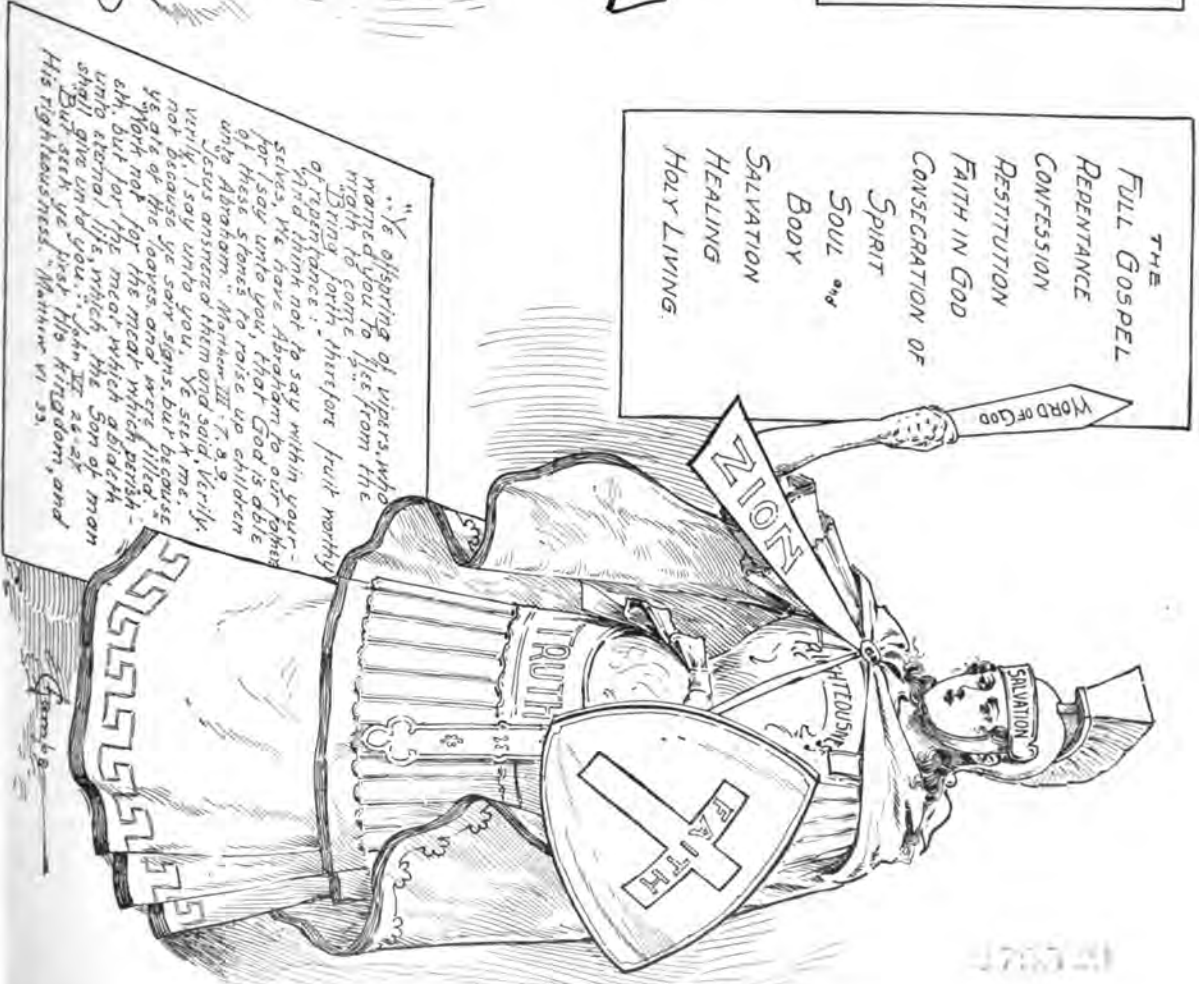 THE
FULL GOSPEL
REPENTANCE
CONFESSION
RESTITUTION
FAITH IN GOD
CONSECRATION OF
SPIRIT
SOUL and
BODY
SALVATION
HEALING
HOLY LIVING.
WORD OF GOD
ZION
SALVATION
RIGHTIOUSN
TRUTH
FAITH
"Ye offspring of vipers, who
warned you to flee from the
wrath to come?"
"Bring forth therefore fruit worthy
of repentance:"
"And think not to say within your-
selves, We have Abraham to our father
for I say unto you, that God is able
of these stones to raise up children
unto Abraham" Matthew III: 7.8.9
"Jesus answered them and said, Verily,
verily, I say unto you, Ye seek me,
not because ye saw signs, but because
ye ate of the loaves and were filled"
"Work not for the meat which perish-
eth, but for the meat which abideth
unto eternal life, which the Son of man
shall give unto you." John VI 26-27
"But seek ye first His kingdom, and
His righteousness." Matthew VI 33.